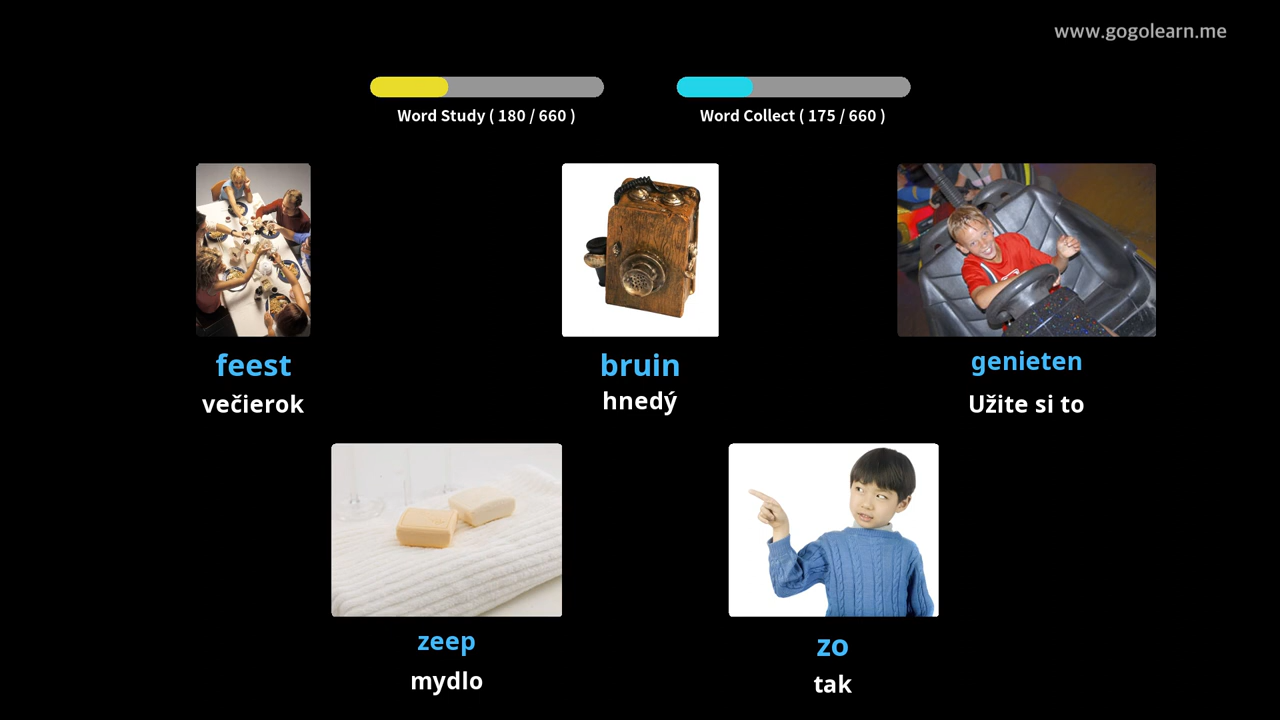 www.gogolearn.me
Word Study ( 180 / 660 )
Word Collect ( 175 / 660 )
feest
večierok
bruin
hnedý
genieten
Užite si to
zeep
mydlo
zo
tak